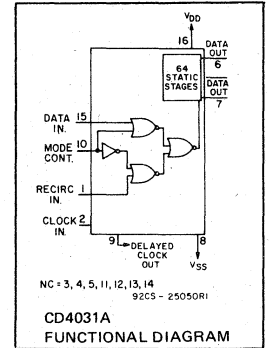 VDD
16
DATA
OUT
6
64
STATIC
STAGES
DATA
OUT
7
DATA 15
IN.
MODE 10
CONT.
RECIRC 1
IN.
CLOCK 2
IN.
9 DELAYED
CLOCK
OUT
8
VSS
NC = 3, 4, 5, 11, 12, 13, 14
92CS - 25050R1
CD4031A
FUNCTIONAL DIAGRAM